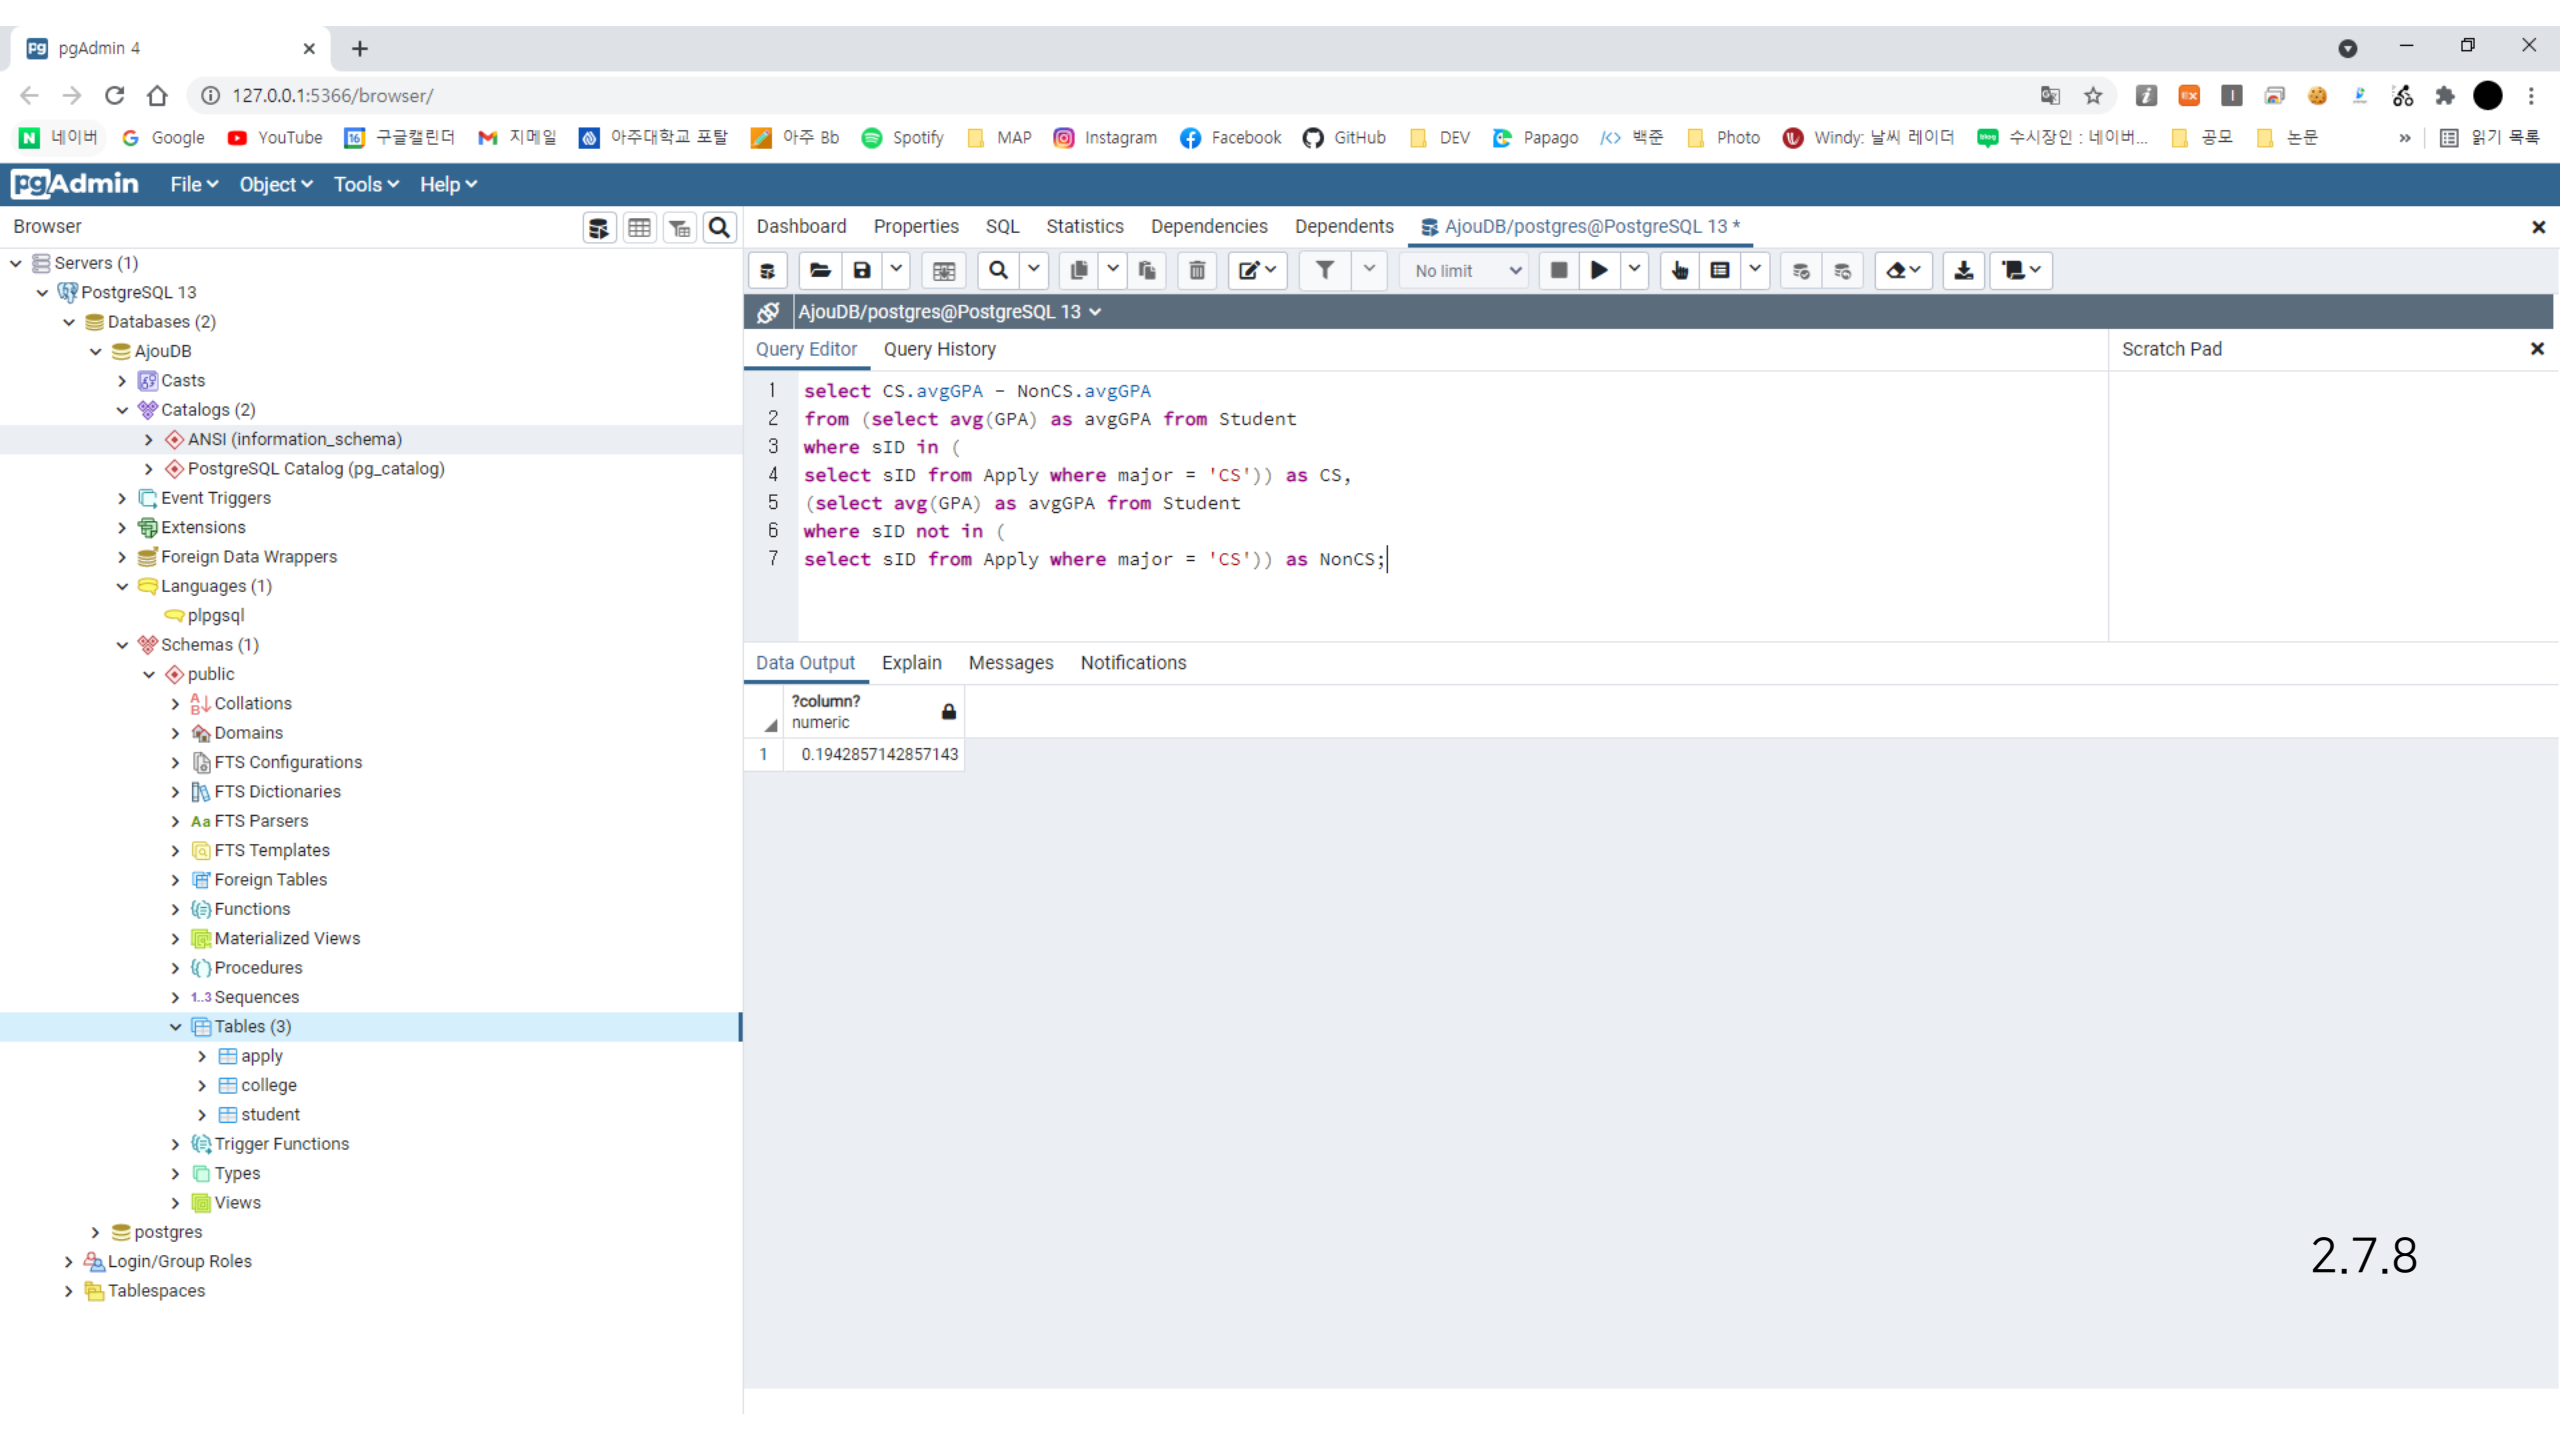 pgAdmin 4
127.0.0.1:5366/browser/
네이버 Google YouTube 구글캘린더 지메일 아주대학교 포탈 아주 Bb Spotify MAP Instagram Facebook GitHub DEV Papago 백준 Photo Windy: 날씨 레이더 수시장인 : 네이버... 공모 논문 » 읽기 목록
pgAdmin File Object Tools Help
Browser
Dashboard Properties SQL Statistics Dependencies Dependents AjouDB/postgres@PostgreSQL 13 *
No limit
AjouDB/postgres@PostgreSQL 13
Query Editor Query History
Scratch Pad
1 select CS.avgGPA - NonCS.avgGPA
2 from (select avg(GPA) as avgGPA from Student
3 where sID in (
4 select sID from Apply where major = 'CS')) as CS,
5 (select avg(GPA) as avgGPA from Student
6 where sID not in (
7 select sID from Apply where major = 'CS')) as NonCS;
Data Output Explain Messages Notifications
?column?
numeric
1 0.1942857142857143
Servers (1)
PostgreSQL 13
Databases (2)
AjouDB
Casts
Catalogs (2)
ANSI (information_schema)
PostgreSQL Catalog (pg_catalog)
Event Triggers
Extensions
Foreign Data Wrappers
Languages (1)
plpgsql
Schemas (1)
public
Collations
Domains
FTS Configurations
FTS Dictionaries
Aa FTS Parsers
FTS Templates
Foreign Tables
Functions
Materialized Views
Procedures
1..3 Sequences
Tables (3)
apply
college
student
Trigger Functions
Types
Views
postgres
Login/Group Roles
Tablespaces
2.7.8